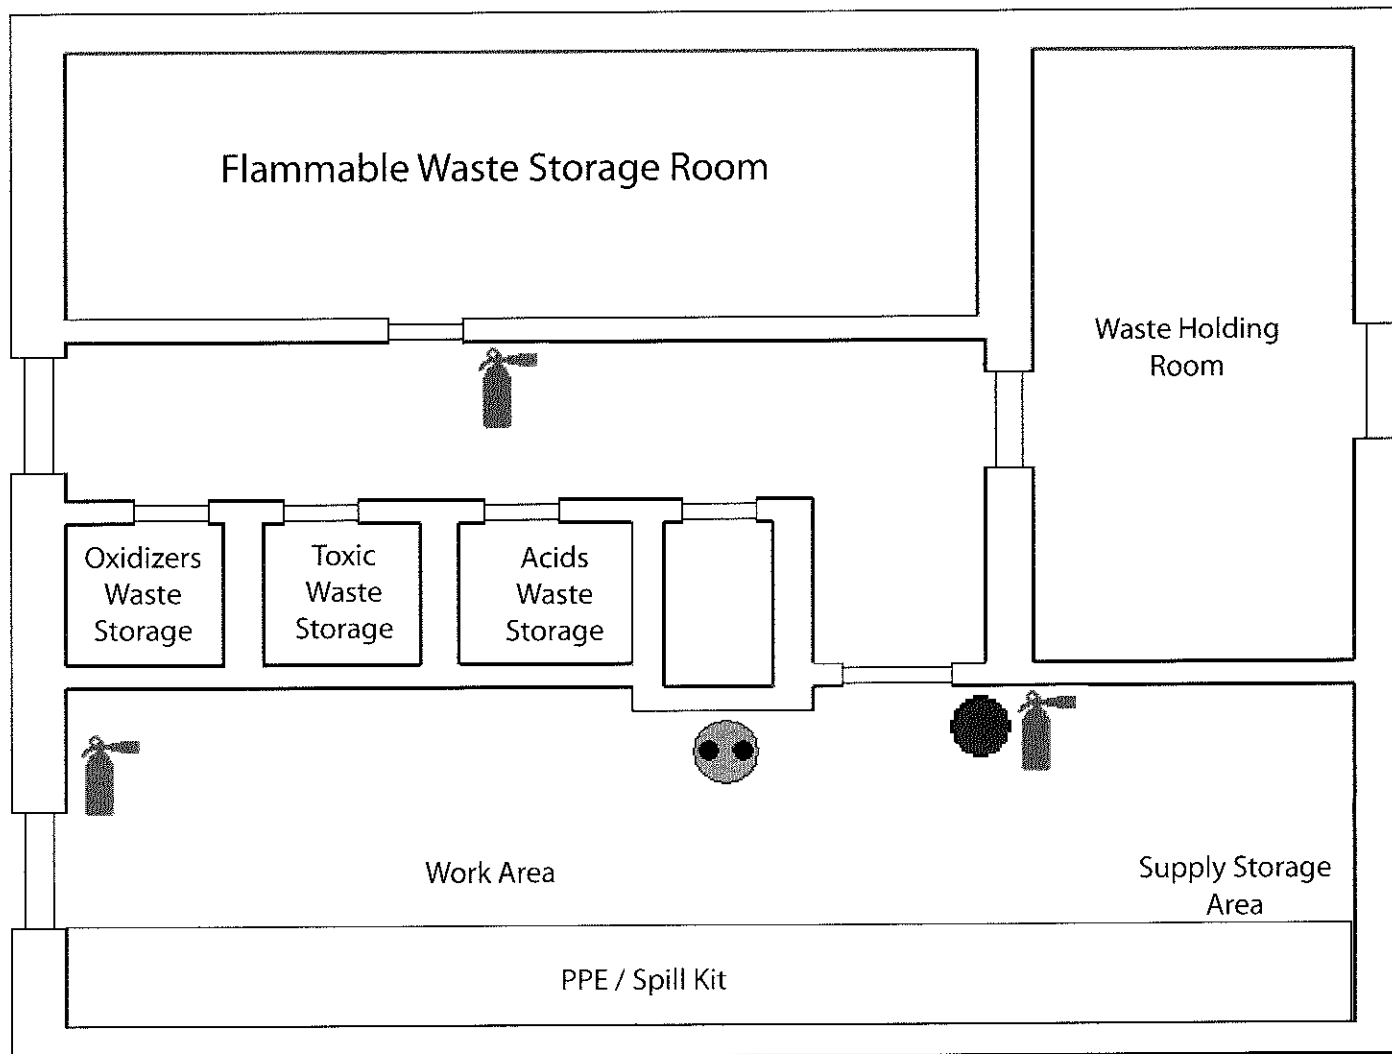 Flammable Waste Storage Room
Waste Holding
Room
Oxidizers
Waste
Storage
Toxic
Waste
Storage
Acids
Waste
Storage
Work Area
Supply Storage
Area
PPE / Spill Kit